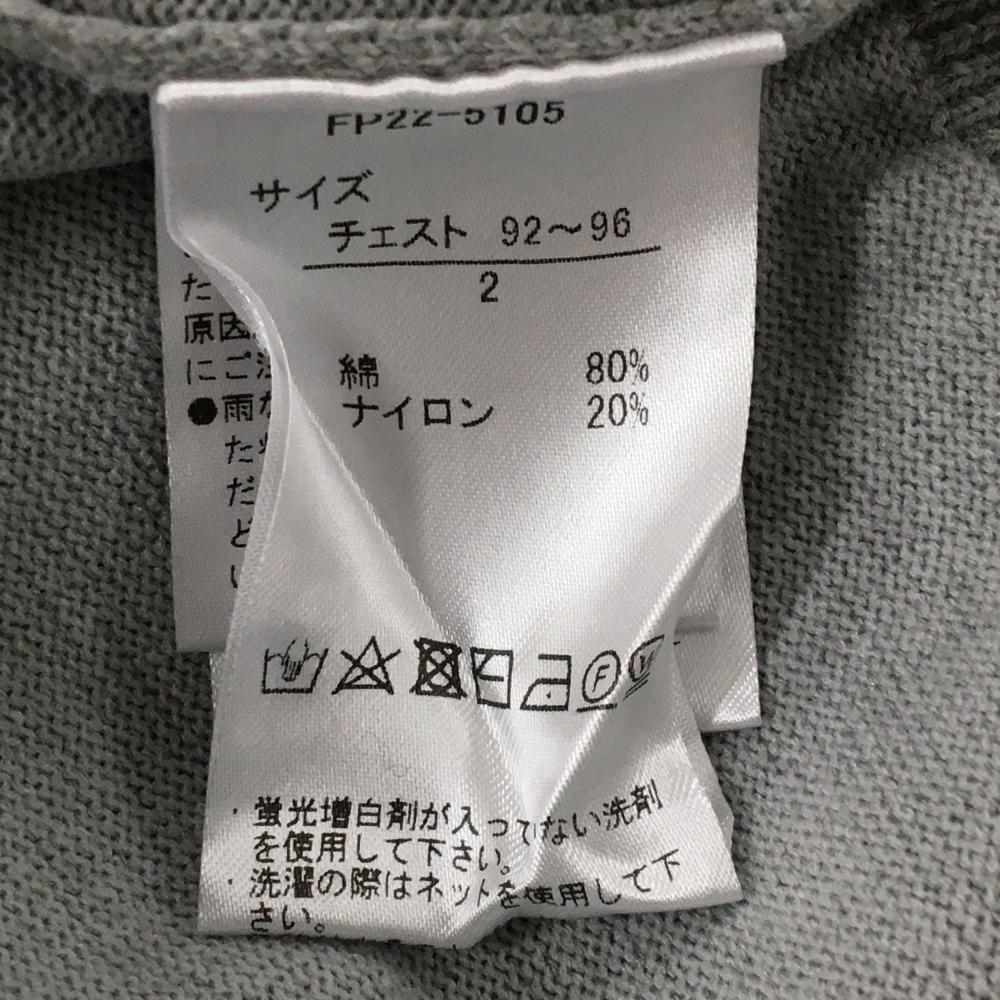 FP22-5105
サイズ
チェスト 92～96
2
綿 80%
ナイロン 20%
た
原因
にご
●雨
た
だ
ど
い
F
W
・蛍光増白剤が入ってない洗剤
を使用して下さい。
・洗濯の際はネットを使用して下
さい。